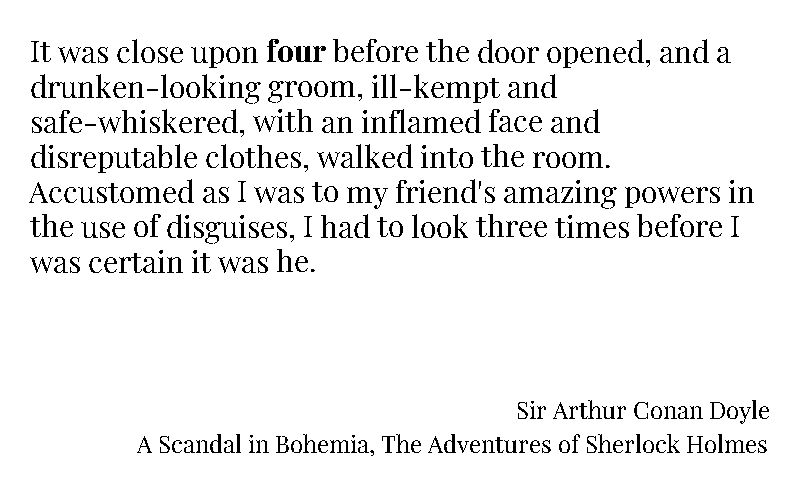 It was close upon four before the door opened, and a
drunken-looking groom, ill-kempt and
safe-whiskered, with an inflamed face and
disreputable clothes, walked into the room.
Accustomed as I was to my friend's amazing powers in
the use of disguises, I had to look three times before I
was certain it was he.
Sir Arthur Conan Doyle
A Scandal in Bohemia, The Adventures of Sherlock Holmes